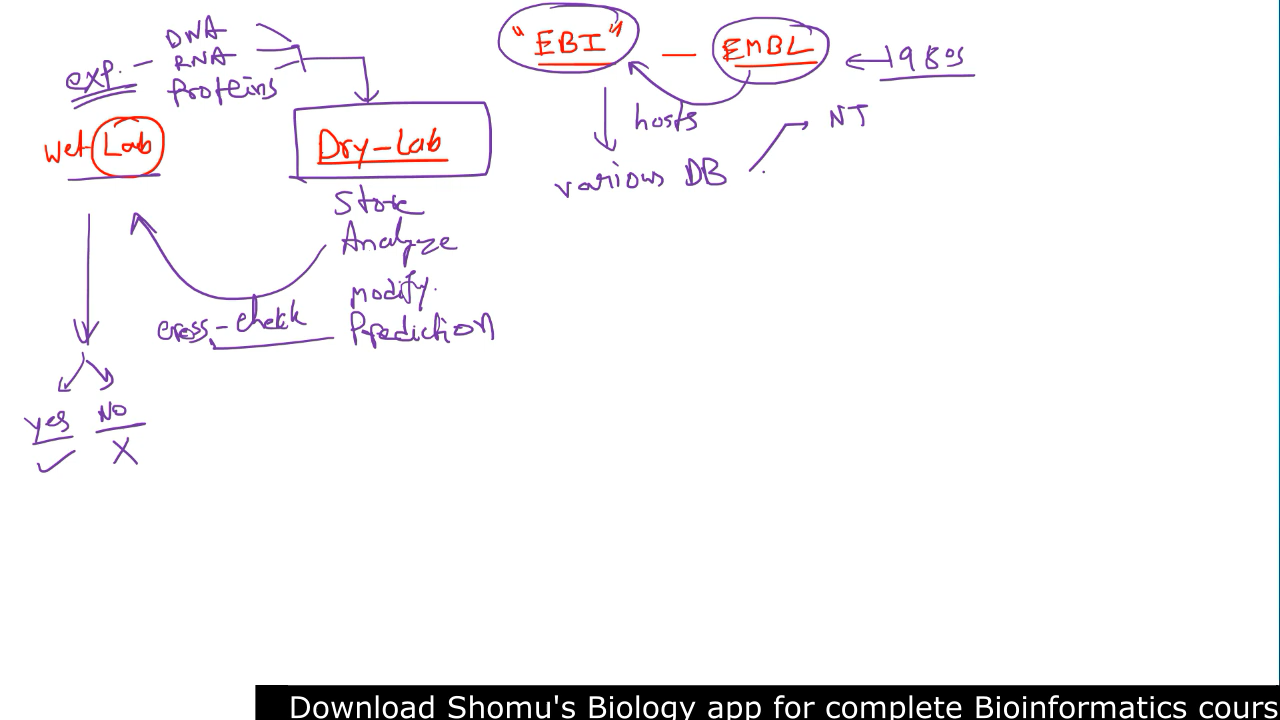 exp. - DNA
RNA
Proteins
wet Lab
Dry-Lab
Store
Analyze
modify.
Prediction
cross-check
yes NO
"EBI" - EMBL ← 1980s
hosts
various DB
NT
Download Shomu's Biology app for complete Bioinformatics cours